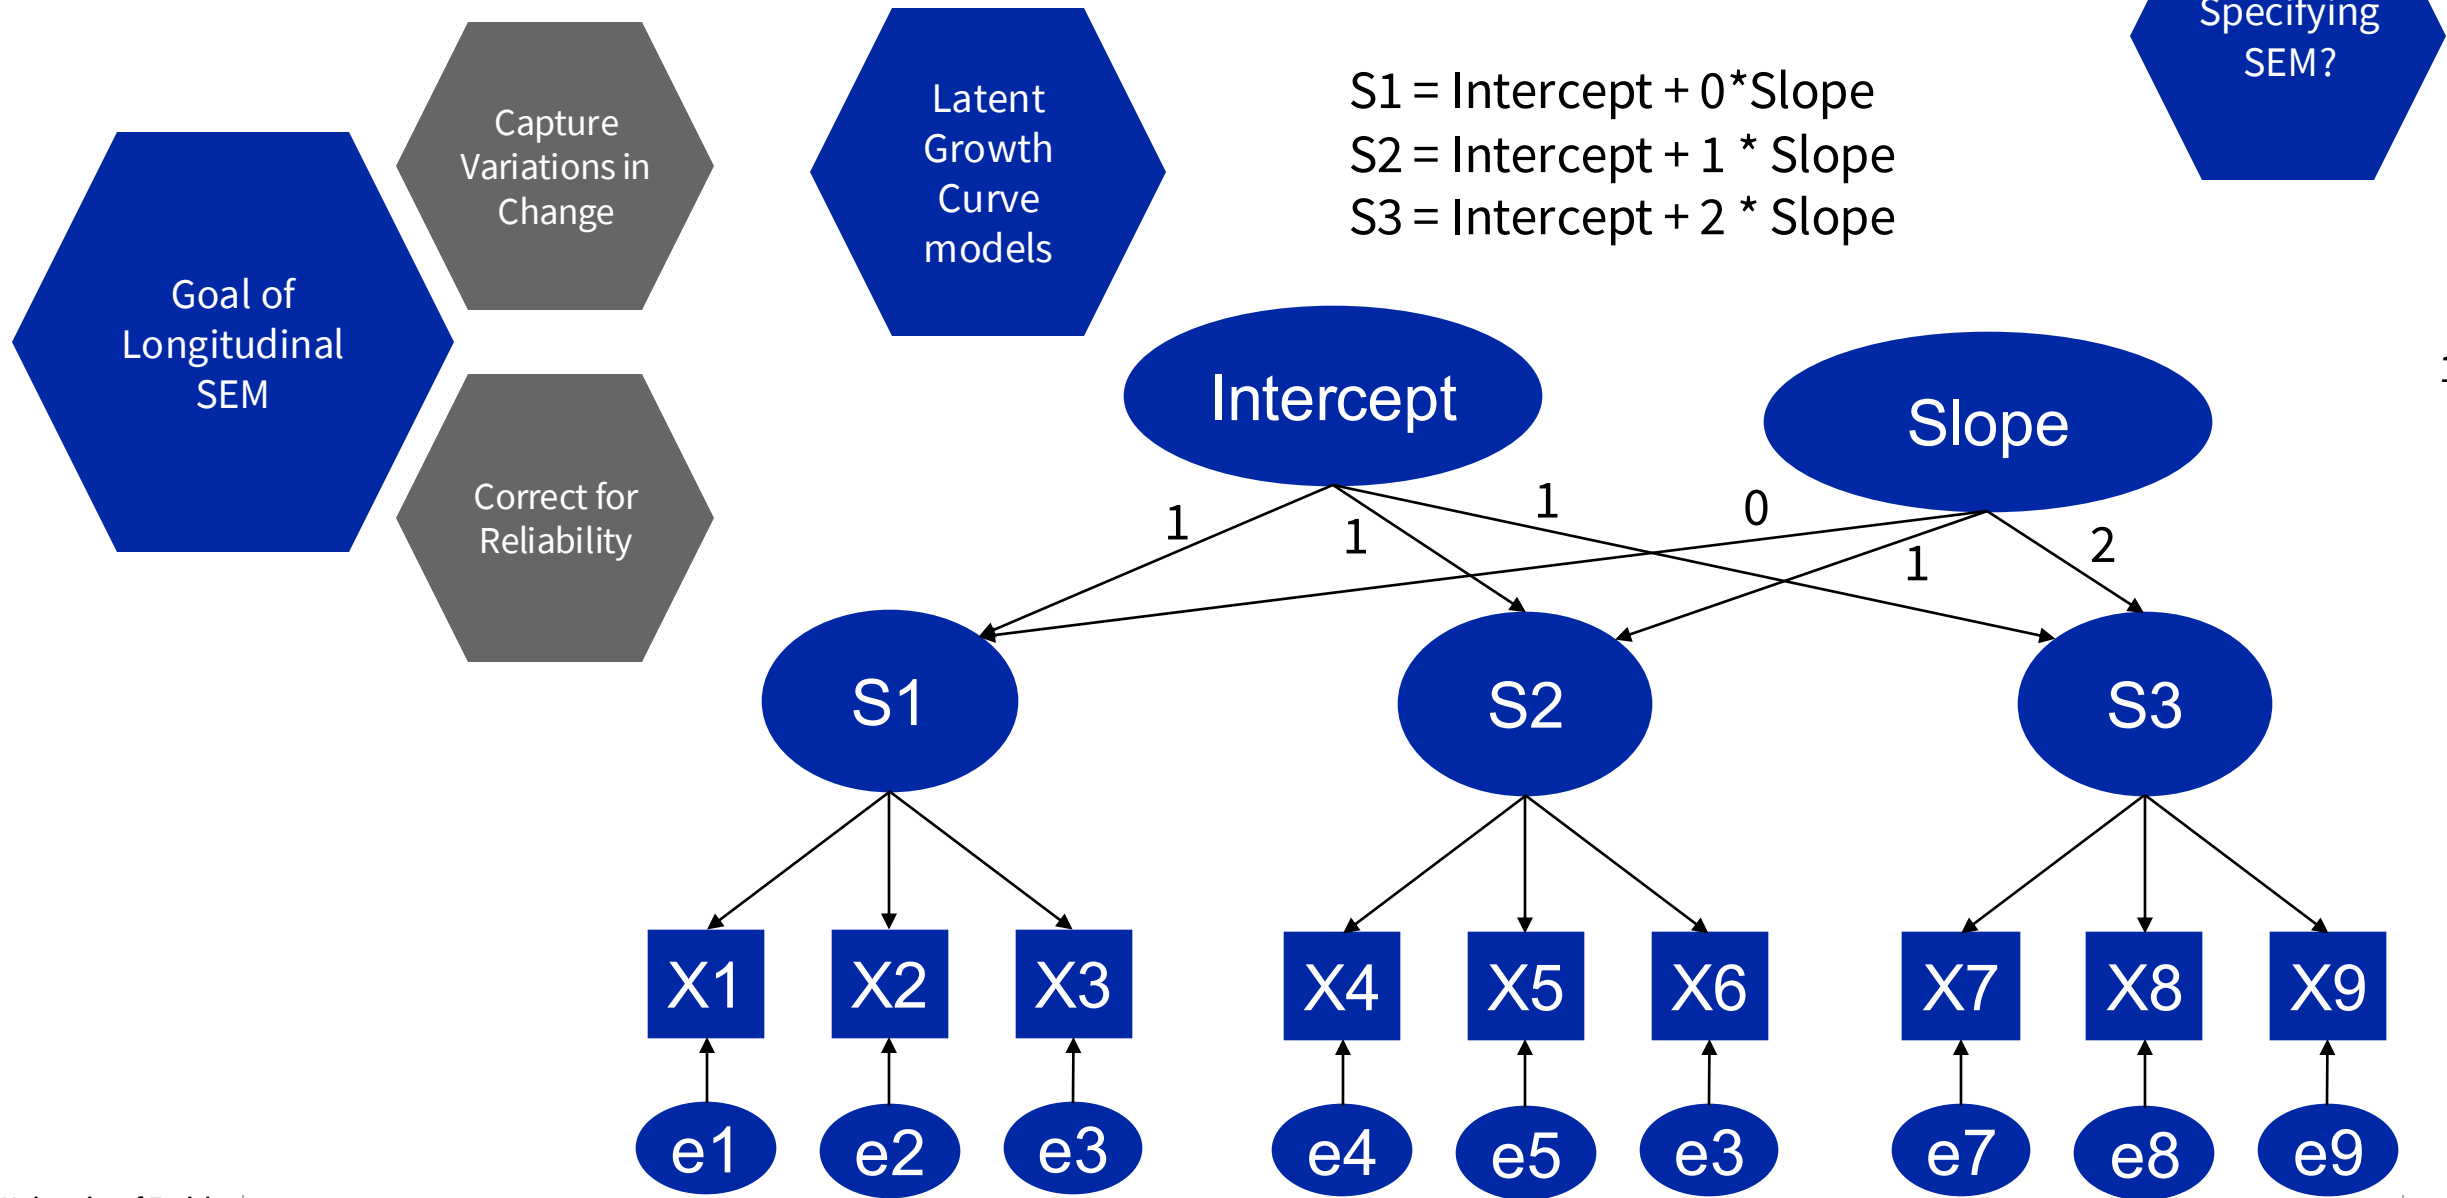 Specifying
SEM?
Capture
Variations in
Change
Latent
Growth
Curve
models
S1 = Intercept + 0*Slope
S2 = Intercept + 1 * Slope
S3 = Intercept + 2 * Slope
Goal of
Longitudinal
SEM
Correct for
Reliability
Intercept
Slope
1
1
1
0
1
2
S1
S2
S3
X1
X2
X3
X4
X5
X6
X7
X8
X9
e1
e2
e3
e4
e5
e3
e7
e8
e9